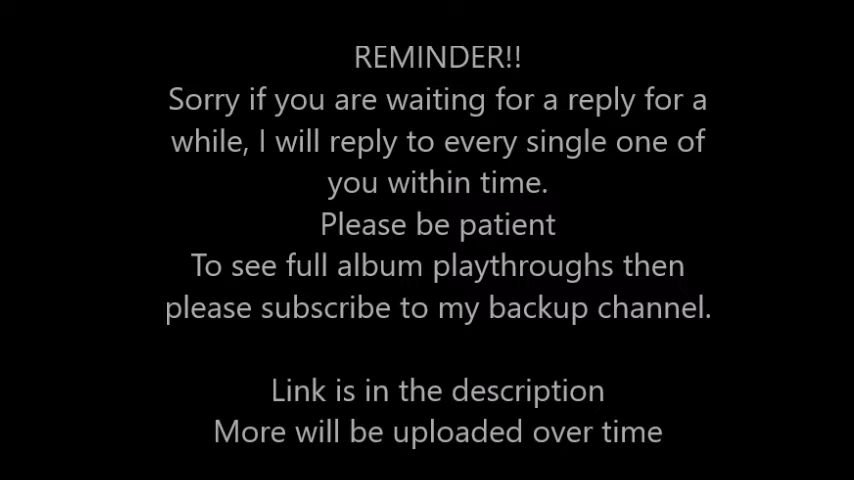 REMINDER!!
Sorry if you are waiting for a reply for a
while, I will reply to every single one of
you within time.
Please be patient
To see full album playthroughs then
please subscribe to my backup channel.
Link is in the description
More will be uploaded over time